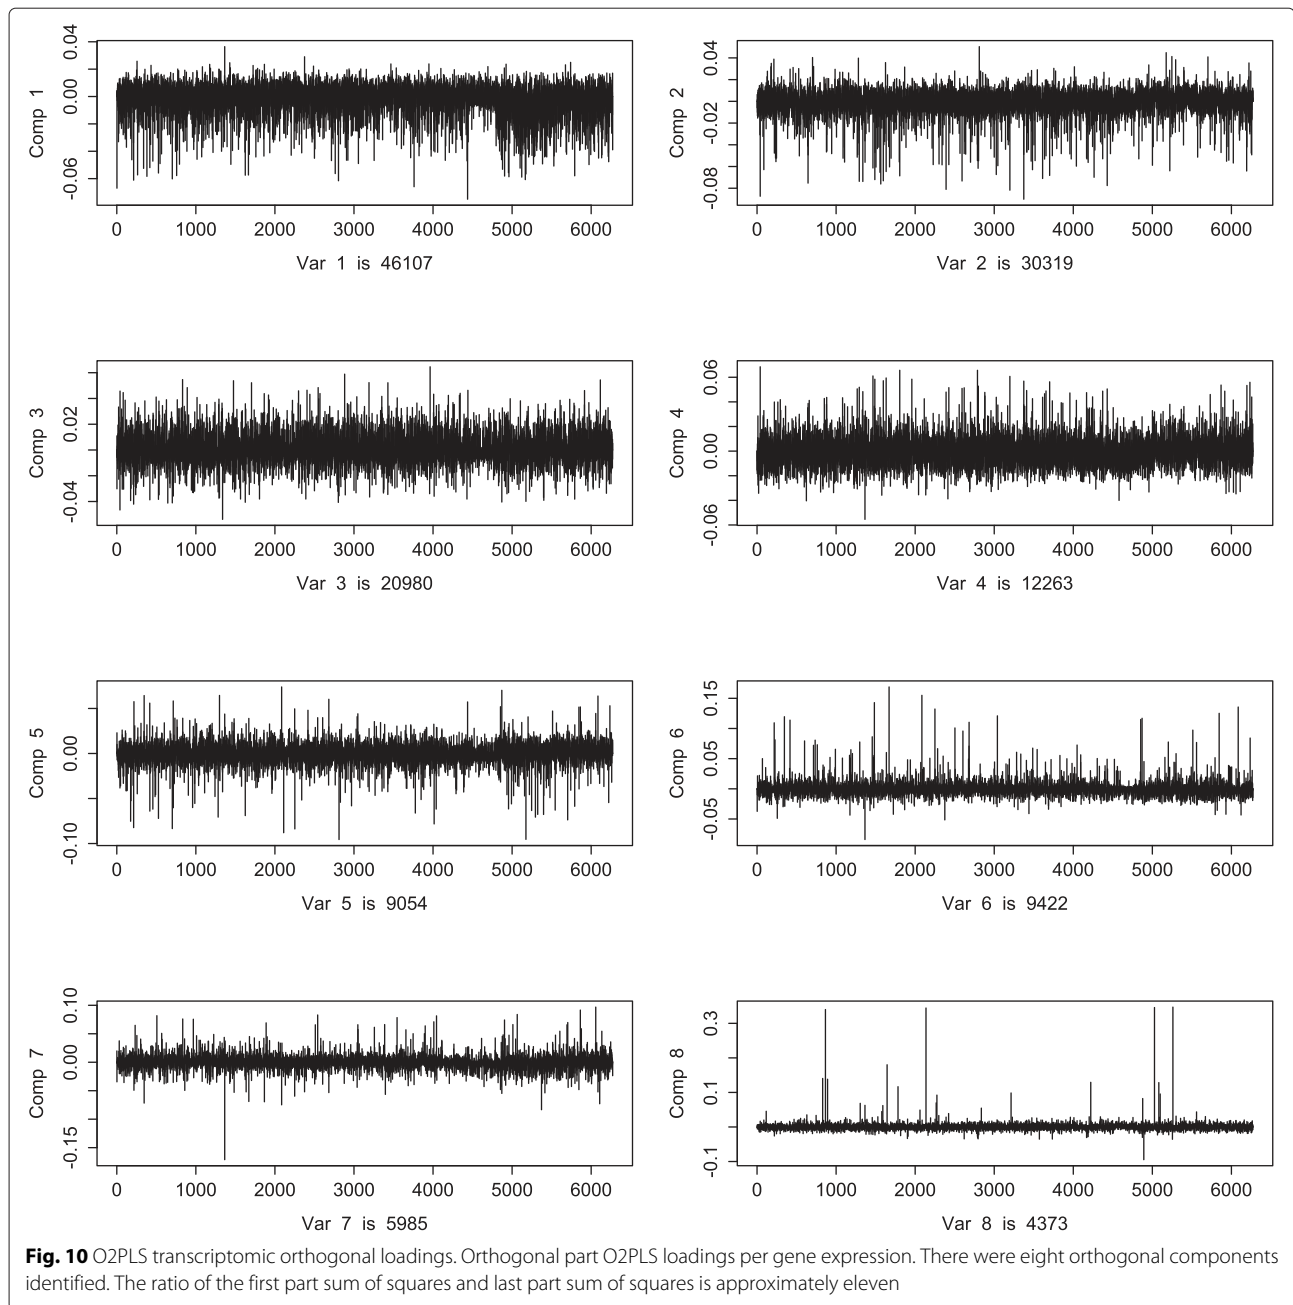 0.04
0.00
-0.06
Comp 1
0 1000 2000 3000 4000 5000 6000
Var 1 is 46107
0.04
-0.02
-0.08
Comp 2
0 1000 2000 3000 4000 5000 6000
Var 2 is 30319
0.02
-0.04
Comp 3
0 1000 2000 3000 4000 5000 6000
Var 3 is 20980
0.06
0.00
-0.06
Comp 4
0 1000 2000 3000 4000 5000 6000
Var 4 is 12263
0.00
-0.10
Comp 5
0 1000 2000 3000 4000 5000 6000
Var 5 is 9054
0.15
0.05
-0.05
Comp 6
0 1000 2000 3000 4000 5000 6000
Var 6 is 9422
0.10
0.00
-0.15
Comp 7
0 1000 2000 3000 4000 5000 6000
Var 7 is 5985
0.3
0.1
-0.1
Comp 8
0 1000 2000 3000 4000 5000 6000
Var 8 is 4373
Fig. 10 O2PLS transcriptomic orthogonal loadings. Orthogonal part O2PLS loadings per gene expression. There were eight orthogonal components
identified. The ratio of the first part sum of squares and last part sum of squares is approximately eleven